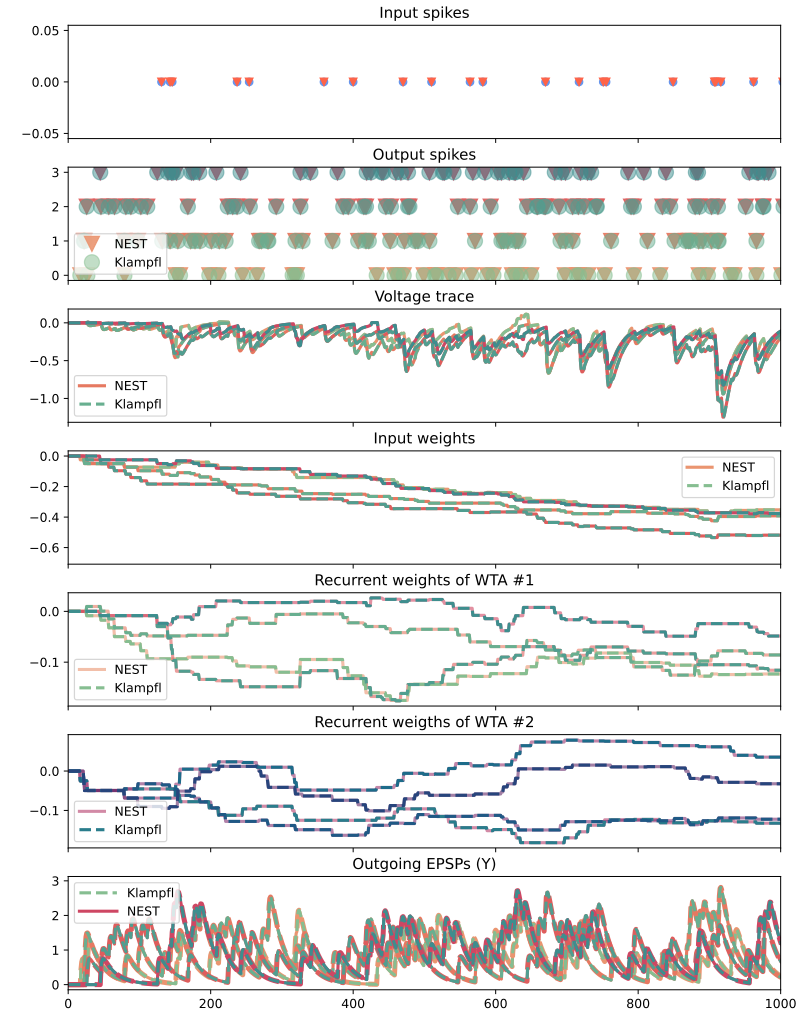 Input spikes
0.05
0.00
−0.05
Output spikes
3
2
1
0
NEST
Klampfl
Voltage trace
0.0
−0.5
−1.0
NEST
Klampfl
Input weights
0.0
−0.2
−0.4
−0.6
NEST
Klampfl
Recurrent weights of WTA #1
0.0
−0.1
NEST
Klampfl
Recurrent weigths of WTA #2
0.0
−0.1
NEST
Klampfl
Outgoing EPSPs (Y)
3
2
1
0
Klampfl
NEST
0 200 400 600 800 1000